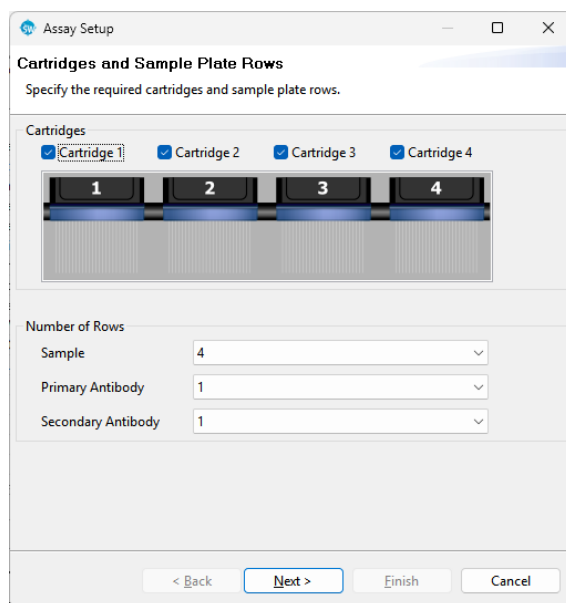 SW Assay Setup
Cartridges and Sample Plate Rows
Specify the required cartridges and sample plate rows.
Cartridges
Cartridge 1 Cartridge 2 Cartridge 3 Cartridge 4
1 2 3 4
Number of Rows
Sample 4
Primary Antibody 1
Secondary Antibody 1
< Back Next > Finish Cancel